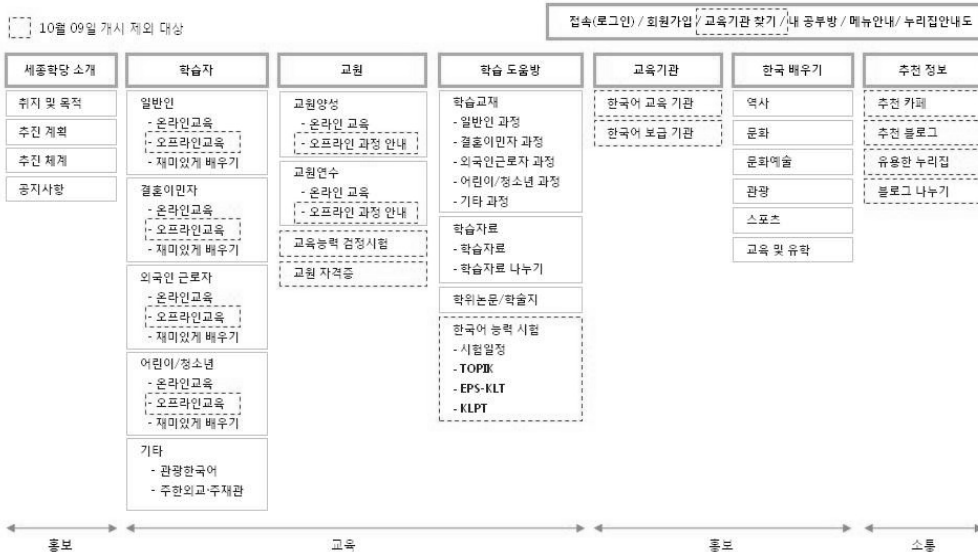 10월 09일 개시 제외 대상
접속(로그인) / 회원가입 / 교육기관 찾기 / 내 공부방 / 메뉴안내 / 누리집안내도
세종학당 소개
취지 및 목적
추진 계획
추진 체계
공지사항
학습자
일반인
- 온라인교육
- 오프라인교육
- 재미있게 배우기
결혼이민자
- 온라인교육
- 오프라인교육
- 재미있게 배우기
외국인 근로자
- 온라인교육
- 오프라인교육
- 재미있게 배우기
어린이/청소년
- 온라인교육
- 오프라인교육
- 재미있게 배우기
기타
- 관광한국어
- 주한외교·주재관
교원
교원양성
- 온라인 교육
- 오프라인 과정 안내
교원연수
- 온라인 교육
- 오프라인 과정 안내
교육능력 검정시험
교원 자격증
학습 도움방
학습교재
- 일반인 과정
- 결혼이민자 과정
- 외국인근로자 과정
- 어린이/청소년 과정
- 기타 과정
학습자료
- 학습자료
- 학습자료 나누기
학위논문/학술지
한국어 능력 시험
- 시험일정
- TOPIK
- EPS-KLT
- KLPT
교육기관
한국어 교육 기관
한국어 보급 기관
한국 배우기
역사
문화
문화예술
관광
스포츠
교육 및 유학
추천 정보
추천 카페
추천 블로그
유용한 누리집
블로그 나누기
홍보
교육
홍보
소통